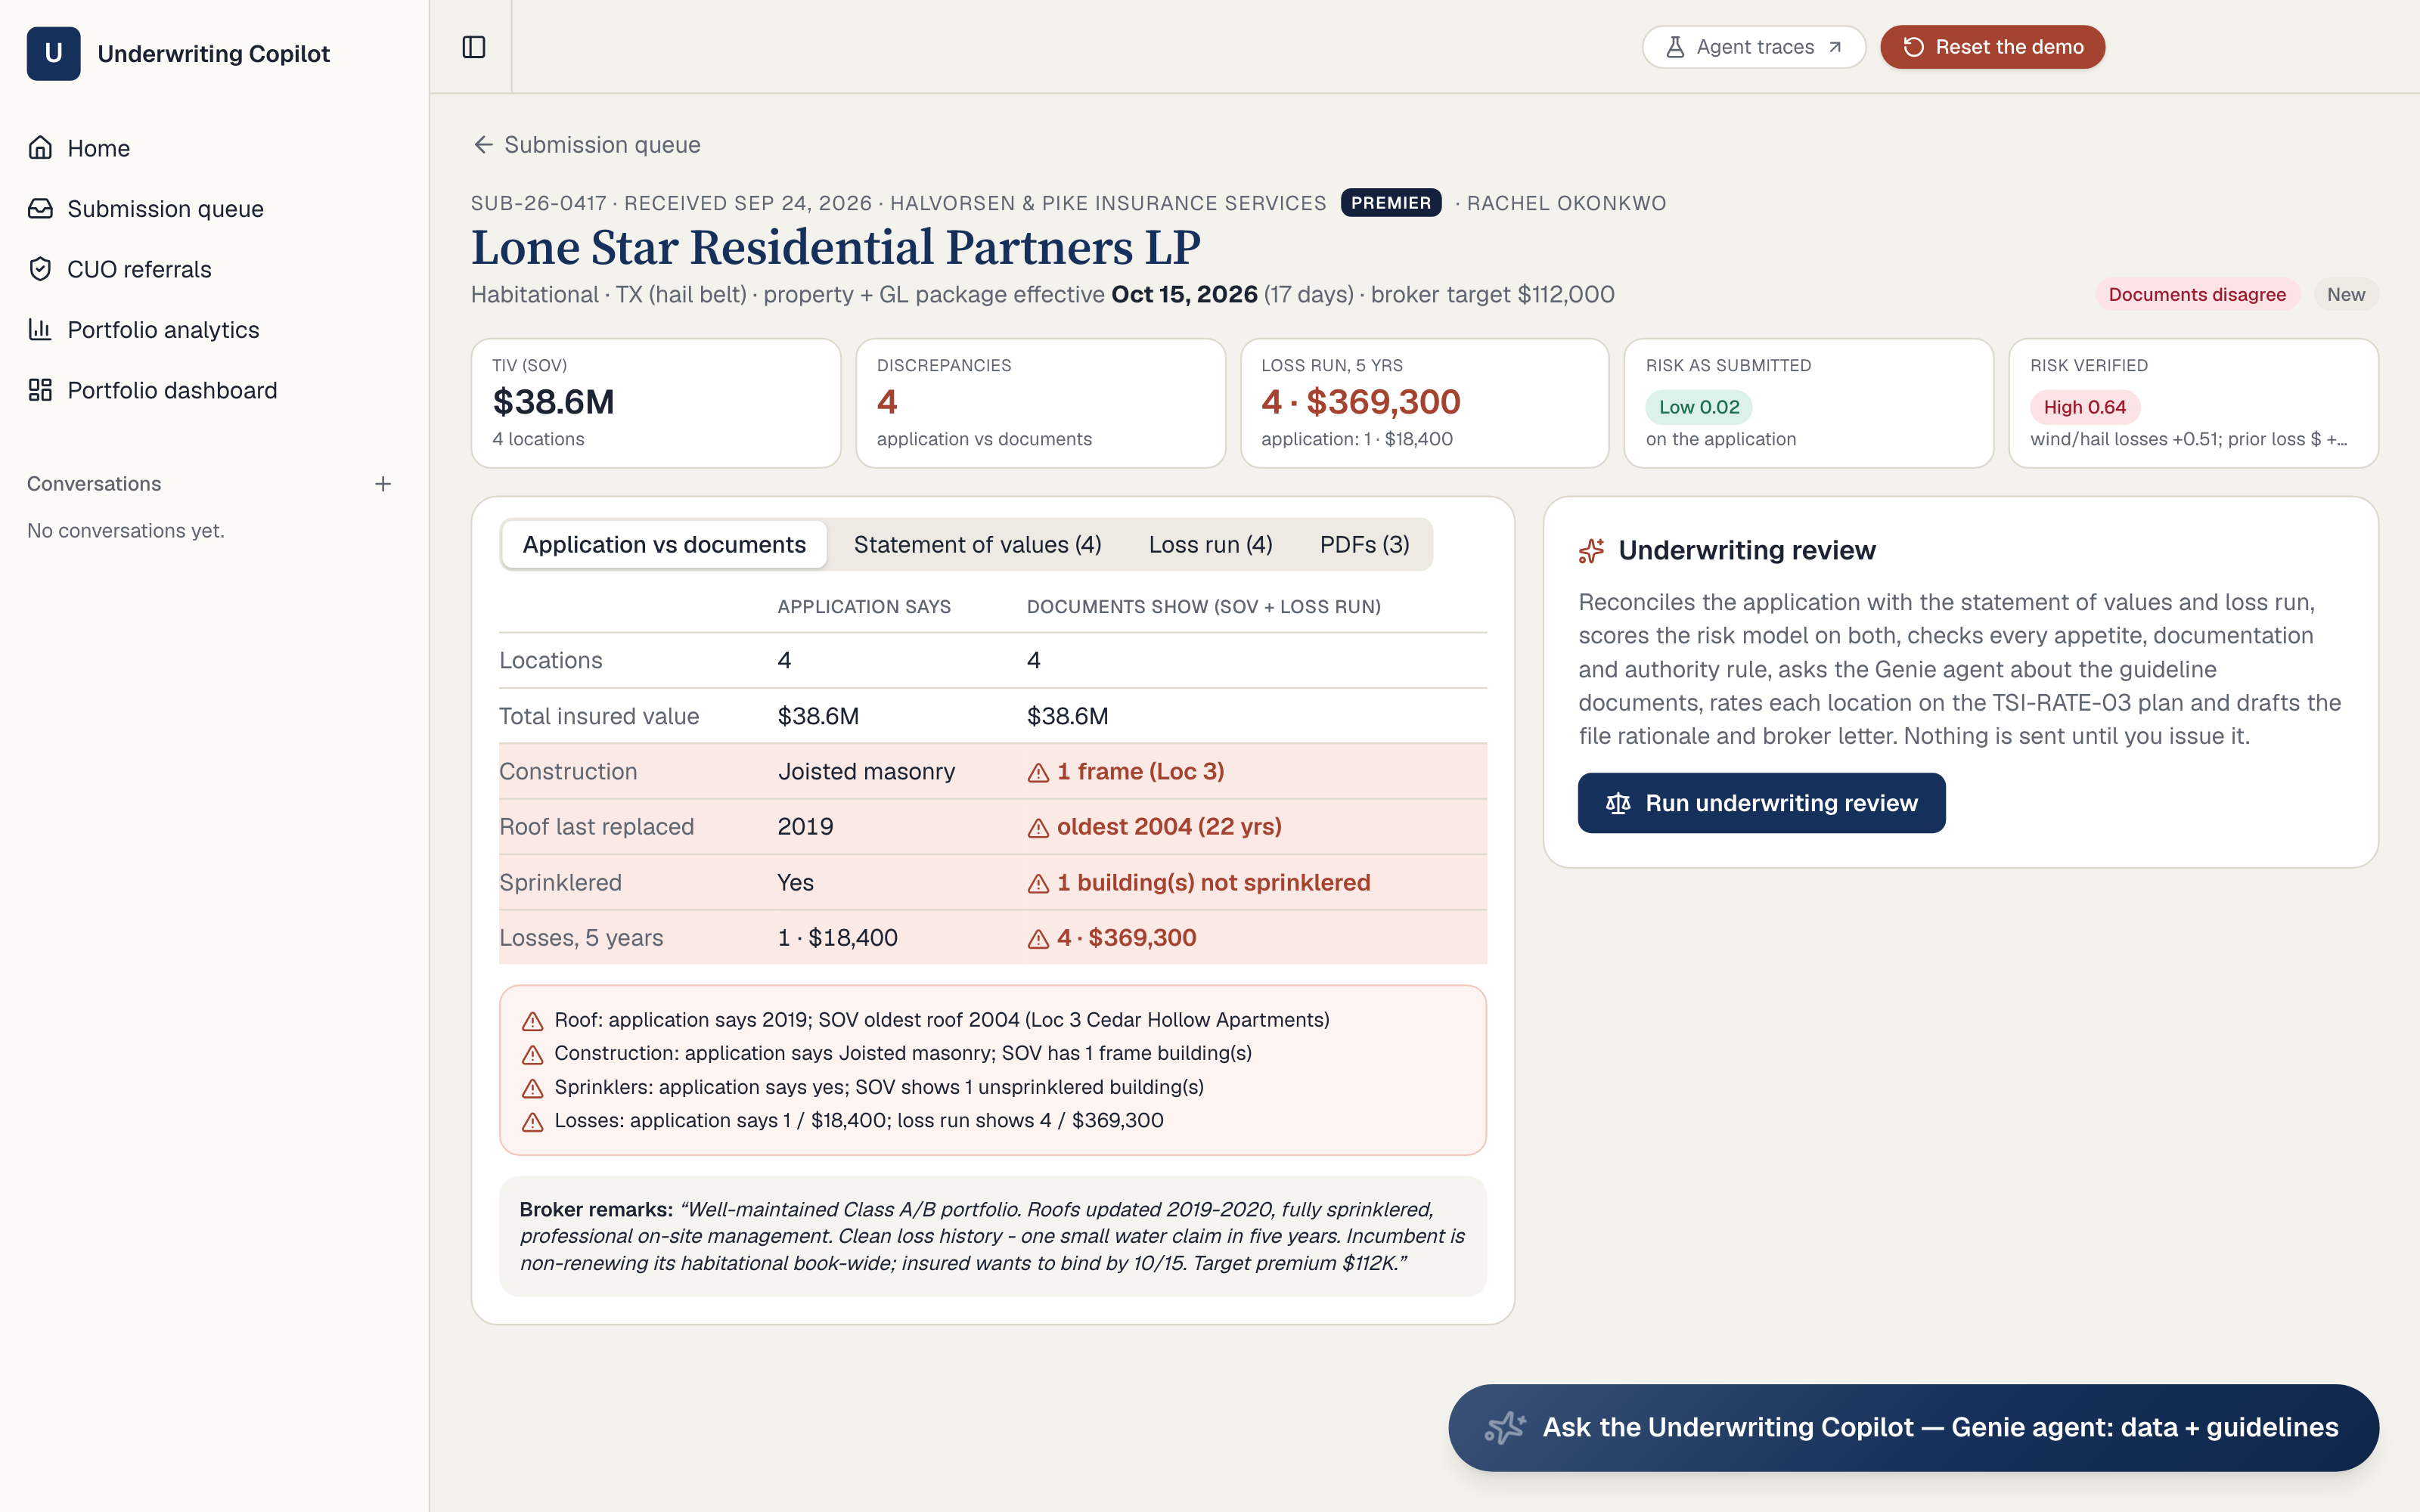 U
Underwriting Copilot
Home
Submission queue
CUO referrals
Portfolio analytics
Portfolio dashboard
Conversations
No conversations yet.
Agent traces
Reset the demo
Submission queue
SUB-26-0417 · RECEIVED SEP 24, 2026 · HALVORSEN & PIKE INSURANCE SERVICES PREMIER · RACHEL OKONKWO
Lone Star Residential Partners LP
Habitational · TX (hail belt) · property + GL package effective Oct 15, 2026 (17 days) · broker target $112,000
Documents disagree
New
TIV (SOV)
$38.6M
4 locations
DISCREPANCIES
4
application vs documents
LOSS RUN, 5 YRS
4 · $369,300
application: 1 · $18,400
RISK AS SUBMITTED
Low 0.02
on the application
RISK VERIFIED
High 0.64
wind/hail losses +0.51; prior loss $ +...
Application vs documents
Statement of values (4)
Loss run (4)
PDFs (3)
APPLICATION SAYS DOCUMENTS SHOW (SOV + LOSS RUN)
Locations 4 4
Total insured value $38.6M $38.6M
Construction Joisted masonry 1 frame (Loc 3)
Roof last replaced 2019 oldest 2004 (22 yrs)
Sprinklered Yes 1 building(s) not sprinklered
Losses, 5 years 1 · $18,400 4 · $369,300
Roof: application says 2019; SOV oldest roof 2004 (Loc 3 Cedar Hollow Apartments)
Construction: application says Joisted masonry; SOV has 1 frame building(s)
Sprinklers: application says yes; SOV shows 1 unsprinklered building(s)
Losses: application says 1 / $18,400; loss run shows 4 / $369,300
Broker remarks: “Well-maintained Class A/B portfolio. Roofs updated 2019-2020, fully sprinklered,
professional on-site management. Clean loss history - one small water claim in five years. Incumbent is
non-renewing its habitational book-wide; insured wants to bind by 10/15. Target premium $112K.”
Underwriting review
Reconciles the application with the statement of values and loss run,
scores the risk model on both, checks every appetite, documentation
and authority rule, asks the Genie agent about the guideline
documents, rates each location on the TSI-RATE-03 plan and drafts the
file rationale and broker letter. Nothing is sent until you issue it.
Run underwriting review
Ask the Underwriting Copilot — Genie agent: data + guidelines